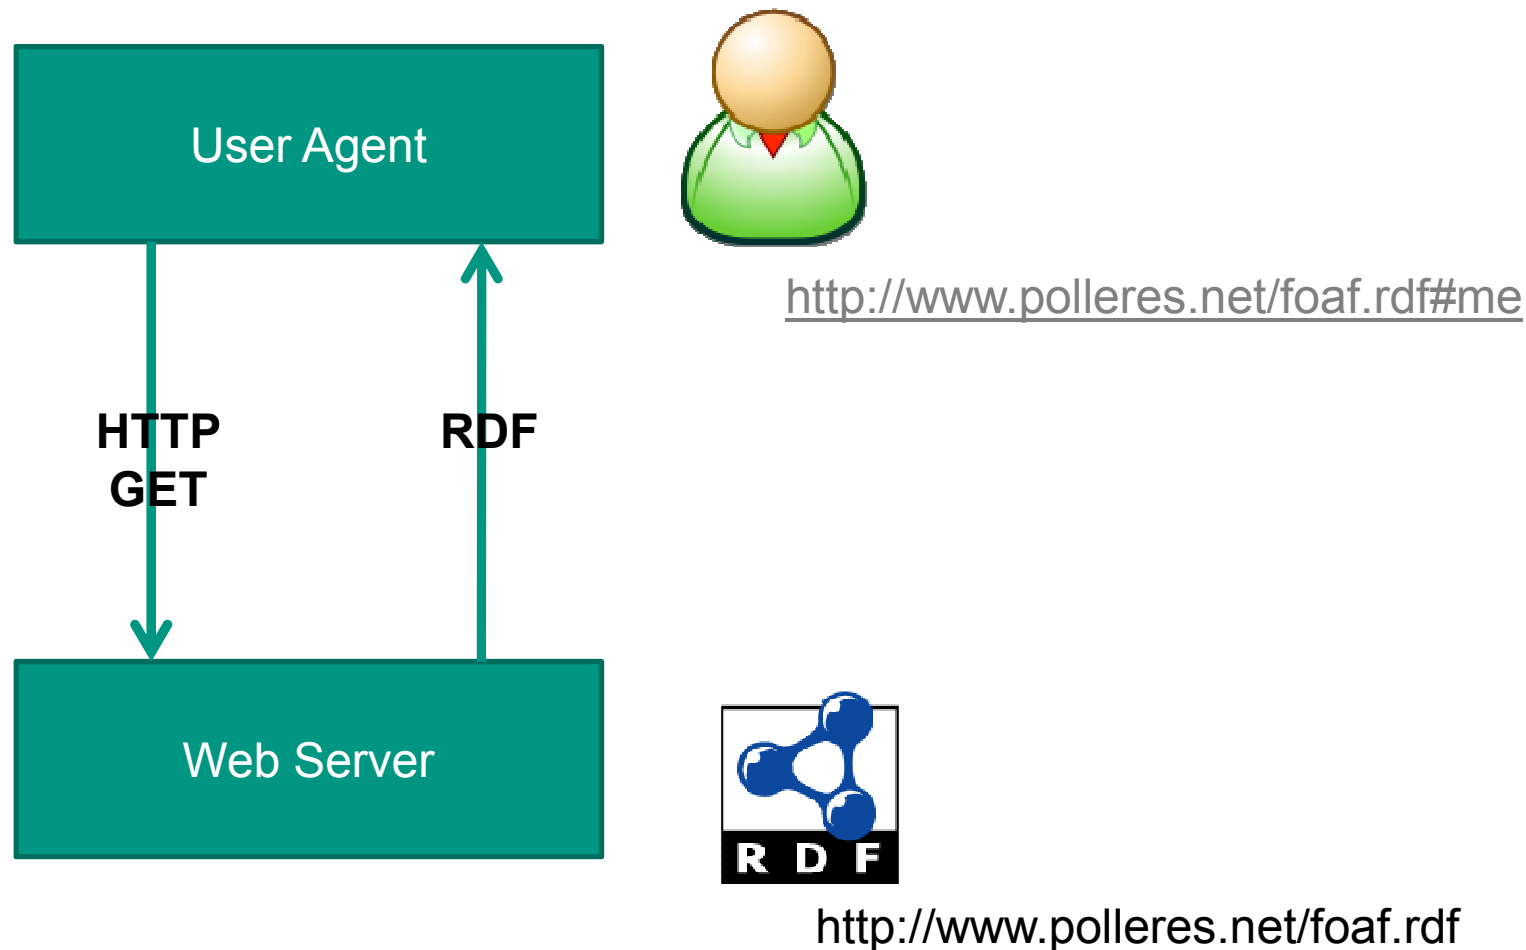 User Agent
http://www.polleres.net/foaf.rdf#me
HTTP
GET
RDF
Web Server
RDF
http://www.polleres.net/foaf.rdf